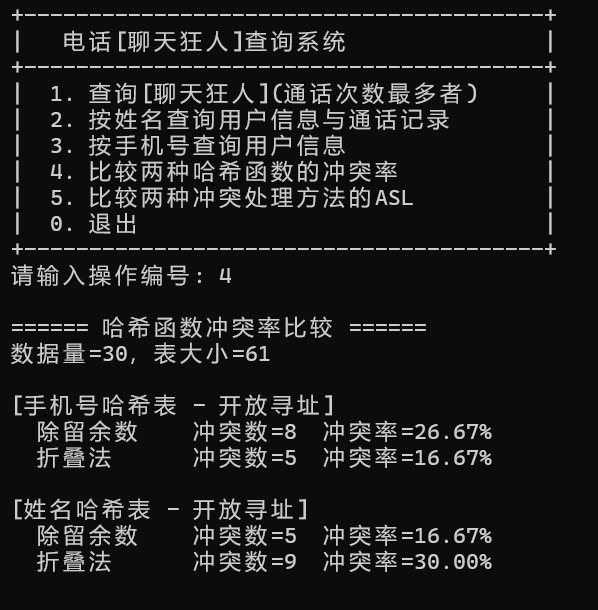 +----------------------------------------+
|   电话[聊天狂人]查询系统                |
+----------------------------------------+
|  1. 查询[聊天狂人](通话次数最多者)      |
|  2. 按姓名查询用户信息与通话记录        |
|  3. 按手机号查询用户信息                |
|  4. 比较两种哈希函数的冲突率            |
|  5. 比较两种冲突处理方法的ASL           |
|  0. 退出                                |
+----------------------------------------+
请输入操作编号: 4
====== 哈希函数冲突率比较 ======
数据量=30, 表大小=61
[手机号哈希表 - 开放寻址]
  除留余数    冲突数=8  冲突率=26.67%
  折叠法      冲突数=5  冲突率=16.67%
[姓名哈希表 - 开放寻址]
  除留余数    冲突数=5  冲突率=16.67%
  折叠法      冲突数=9  冲突率=30.00%